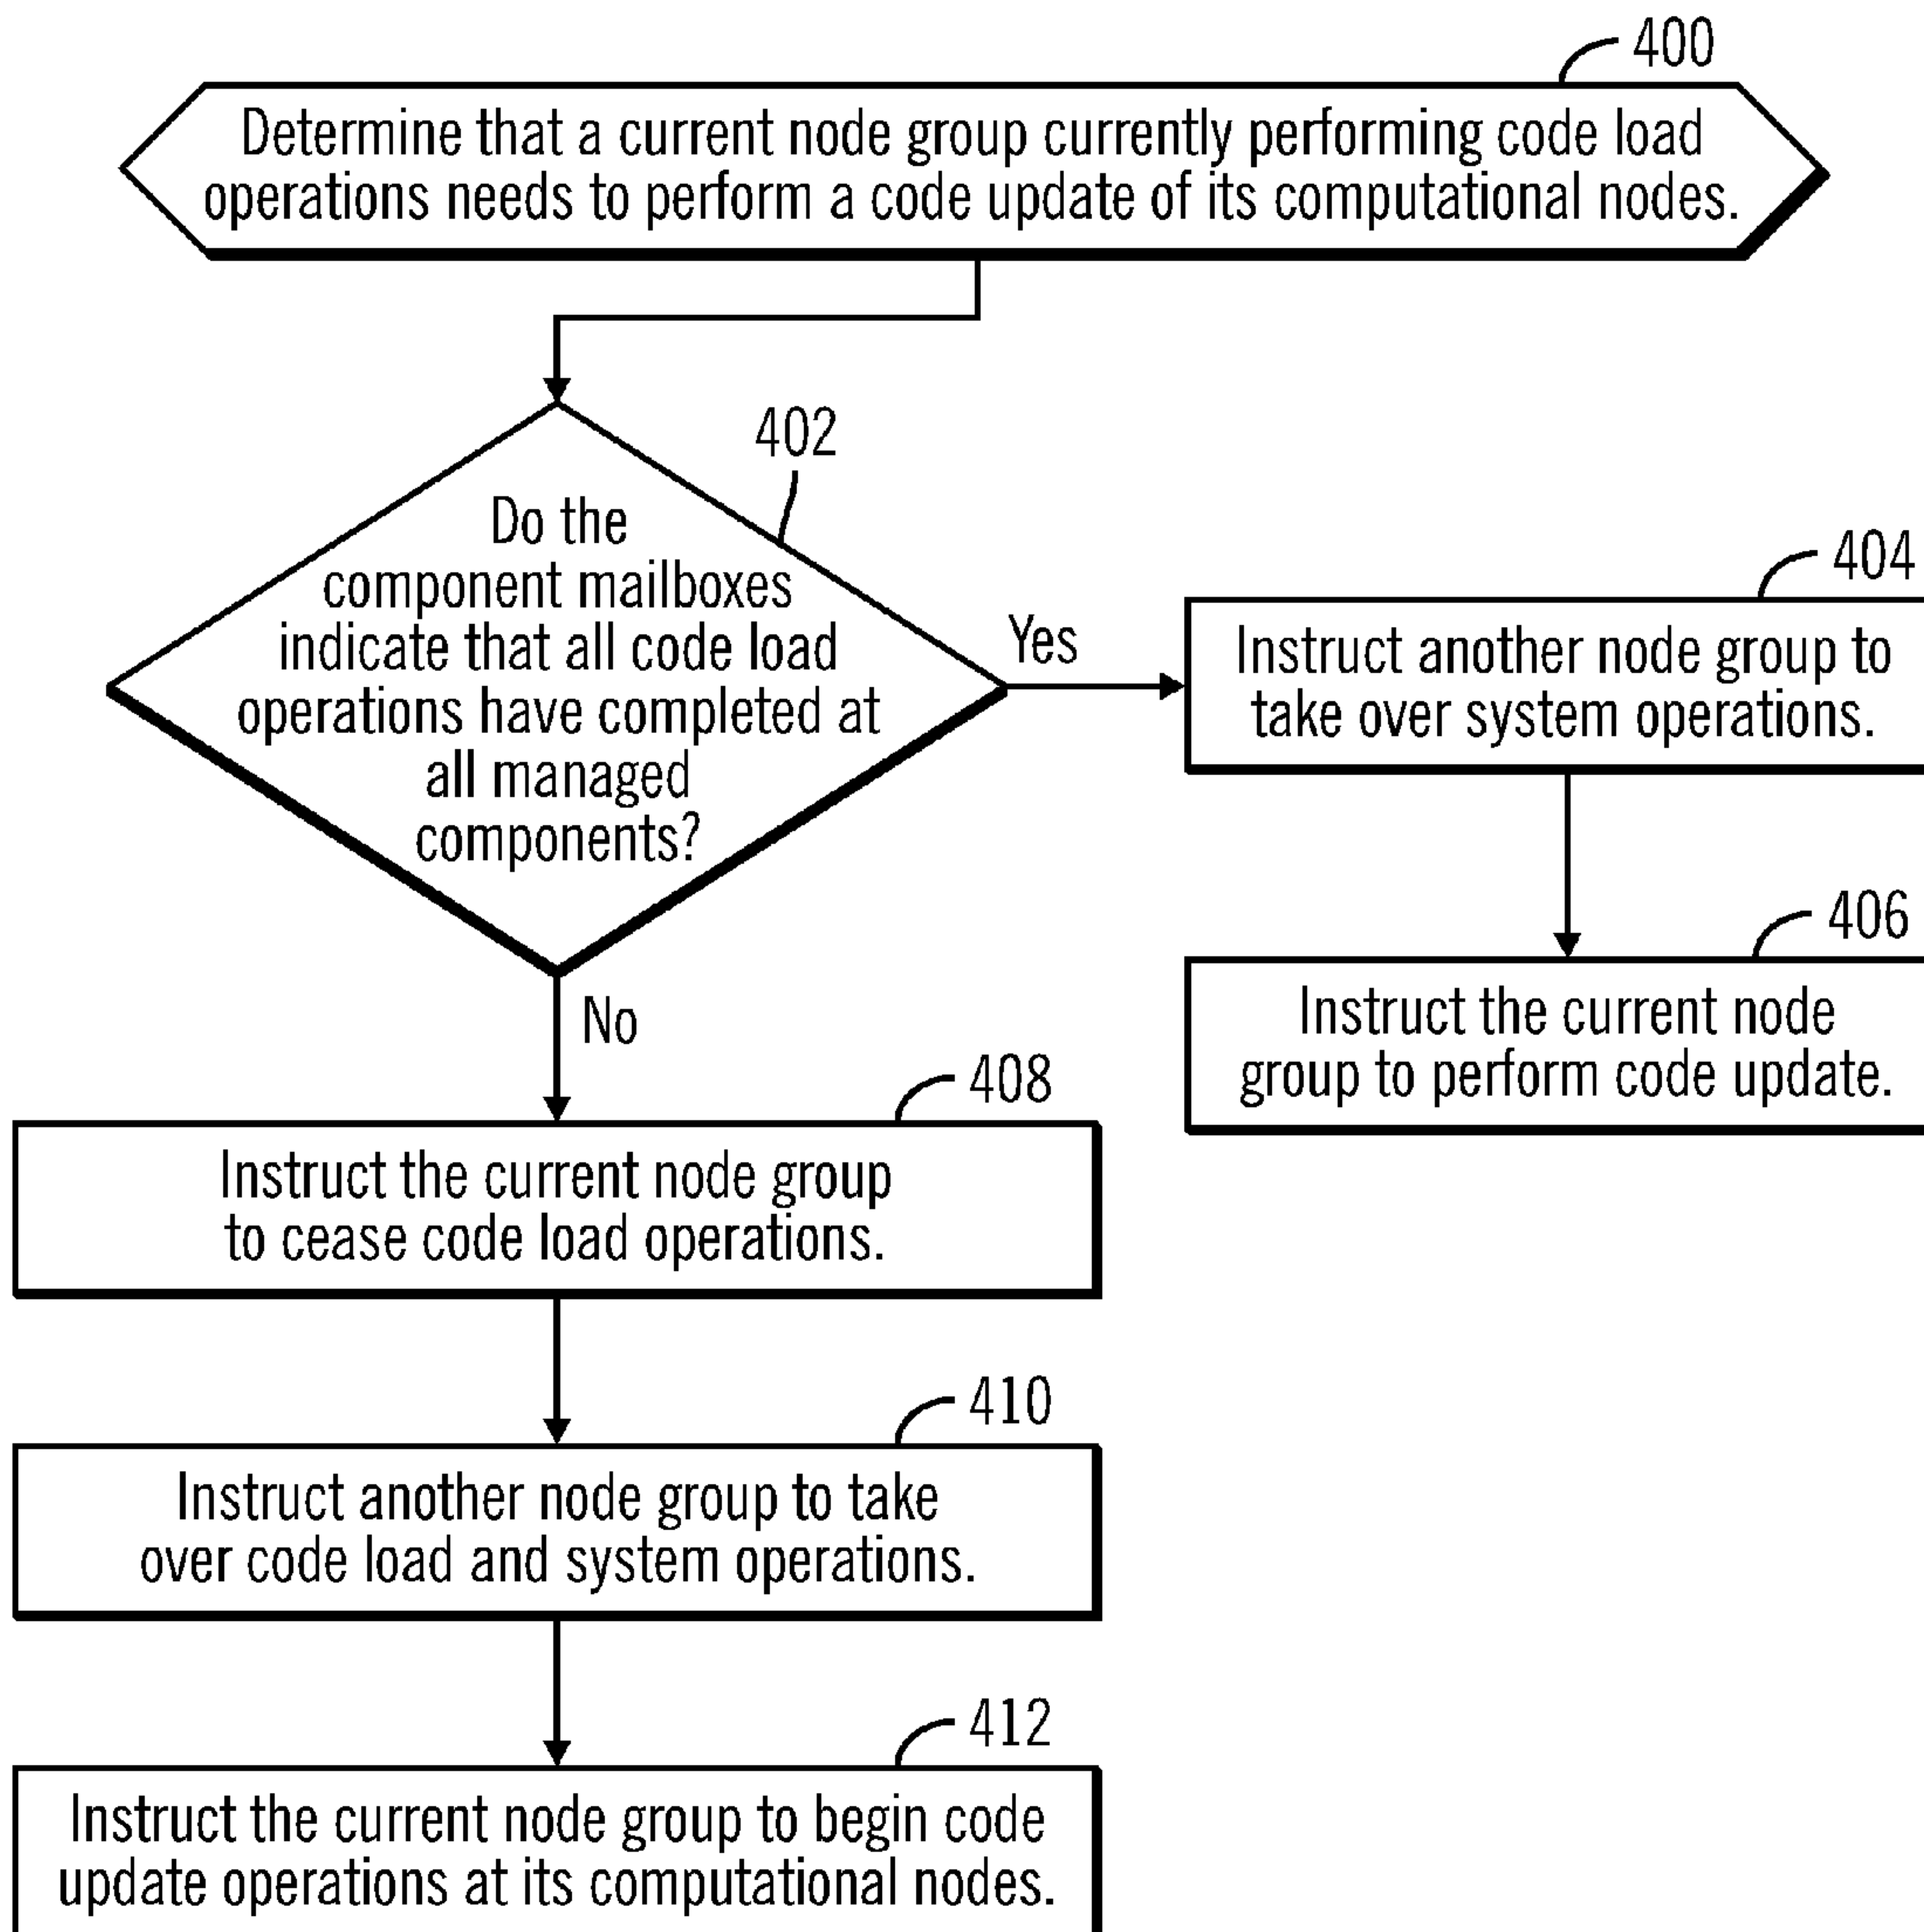 400
Determine that a current node group currently performing code load
operations needs to perform a code update of its computational nodes.
402
Do the
component mailboxes
indicate that all code load
operations have completed at
all managed
components?
Yes
404
Instruct another node group to
take over system operations.
406
Instruct the current node
group to perform code update.
No
408
Instruct the current node group
to cease code load operations.
410
Instruct another node group to take
over code load and system operations.
412
Instruct the current node group to begin code
update operations at its computational nodes.